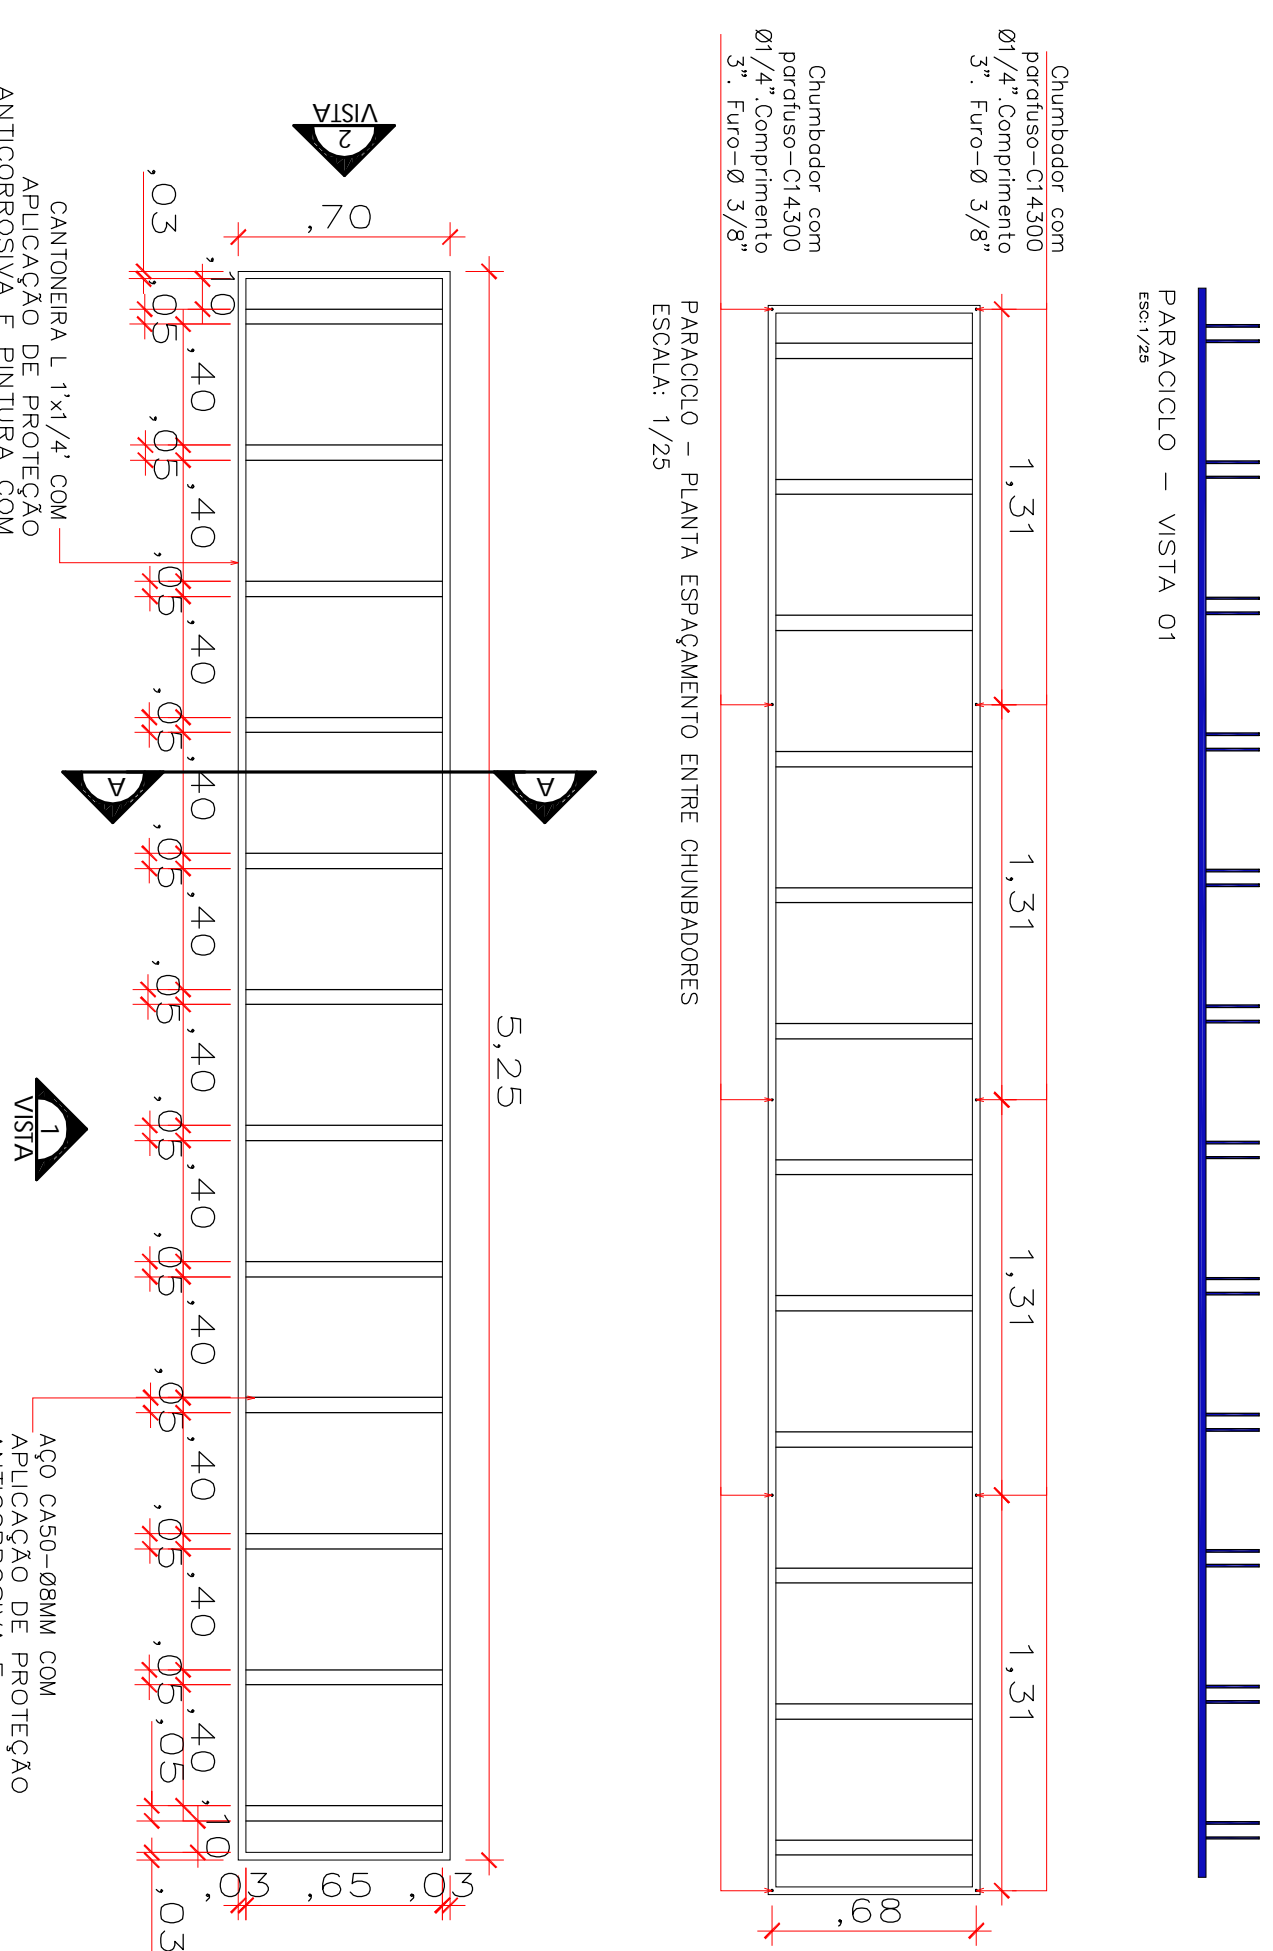 PARACICLO – VISTA 01
ESC:1/25
Chumbador com
parafuso-C14300
Ø1/4".Comprimento
3". Furo-Ø 3/8"
1,31
1,31
1,31
1,31
Chumbador com
parafuso-C14300
Ø1/4".Comprimento
3". Furo-Ø 3/8"
,68
PARACICLO – PLANTA ESPAÇAMENTO ENTRE CHUNBADORES
ESCALA: 1/25
5,25
A
A
2
VISTA
,70
,03
,65
,03
,10
,40
,40
,40
,40
,40
,40
,40
,40
,40
,40
,40
,10
,03
,05
,05
,05
,05
,05
,05
,05
,05
,05
,05
,05
,05
,03
1
VISTA
CANTONEIRA L 1'x1/4' COM
APLICAÇÃO DE PROTEÇÃO
ANTICORROSIVA E PINTURA COM
AÇO CA50-Ø8MM COM
APLICAÇÃO DE PROTEÇÃO